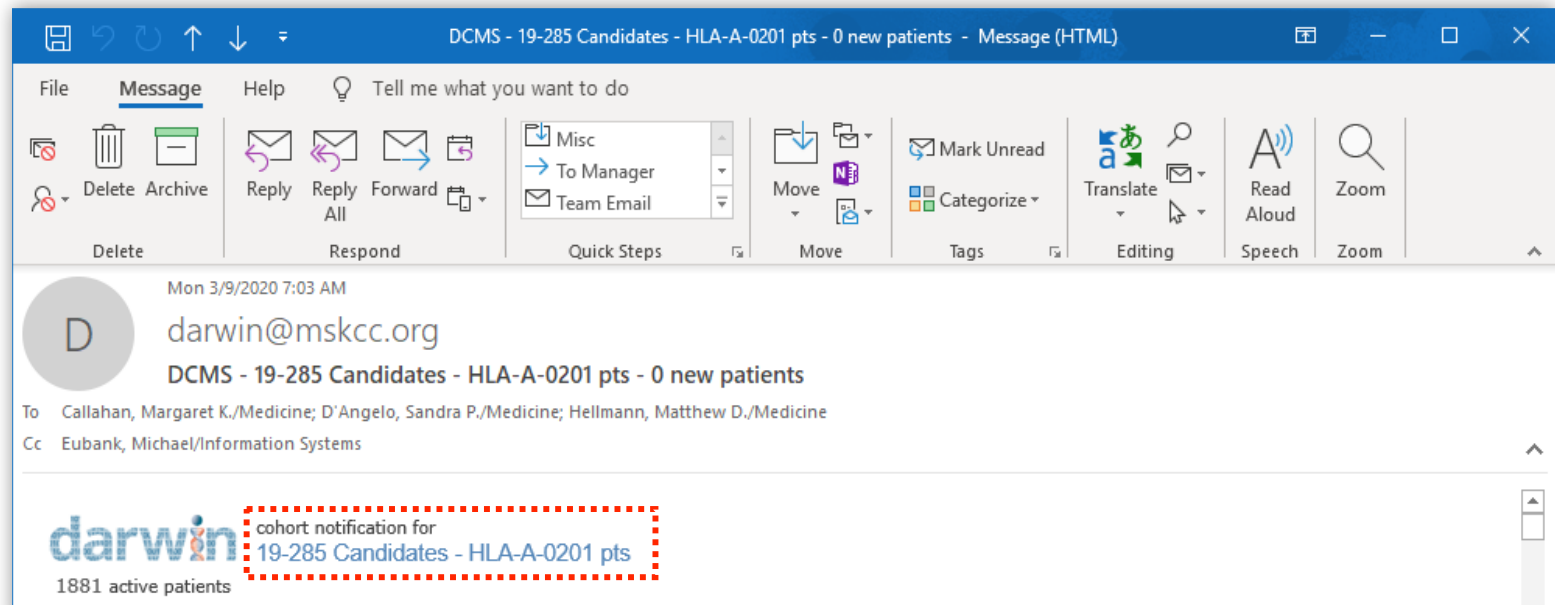 DCMS - 19-285 Candidates - HLA-A-0201 pts - 0 new patients - Message (HTML)
File Message Help Tell me what you want to do
Delete Archive Reply Reply All Forward Misc To Manager Team Email Move Mark Unread Categorize Translate Read Aloud Zoom
Delete Respond Quick Steps Move Tags Editing Speech Zoom
D
Mon 3/9/2020 7:03 AM
darwin@mskcc.org
DCMS - 19-285 Candidates - HLA-A-0201 pts - 0 new patients
To Callahan, Margaret K./Medicine; D'Angelo, Sandra P./Medicine; Hellmann, Matthew D./Medicine
Cc Eubank, Michael/Information Systems
darwin
cohort notification for
19-285 Candidates - HLA-A-0201 pts
1881 active patients